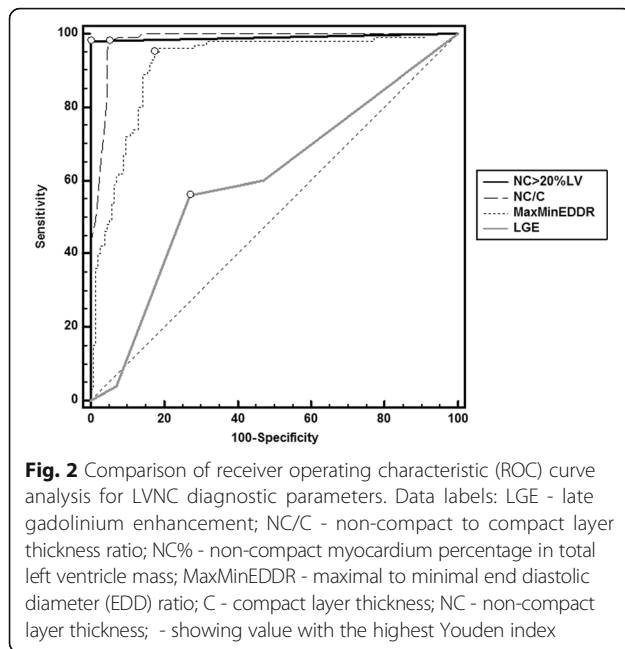 100
80
60
40
20
0
Sensitivity
0 20 40 60 80 100
100-Specificity
NC>20%LV
NC/C
MaxMinEDDR
LGE
Fig. 2 Comparison of receiver operating characteristic (ROC) curve
analysis for LVNC diagnostic parameters. Data labels: LGE - late
gadolinium enhancement; NC/C - non-compact to compact layer
thickness ratio; NC% - non-compact myocardium percentage in total
left ventricle mass; MaxMinEDDR - maximal to minimal end diastolic
diameter (EDD) ratio; C - compact layer thickness; NC - non-compact
layer thickness; - showing value with the highest Youden index